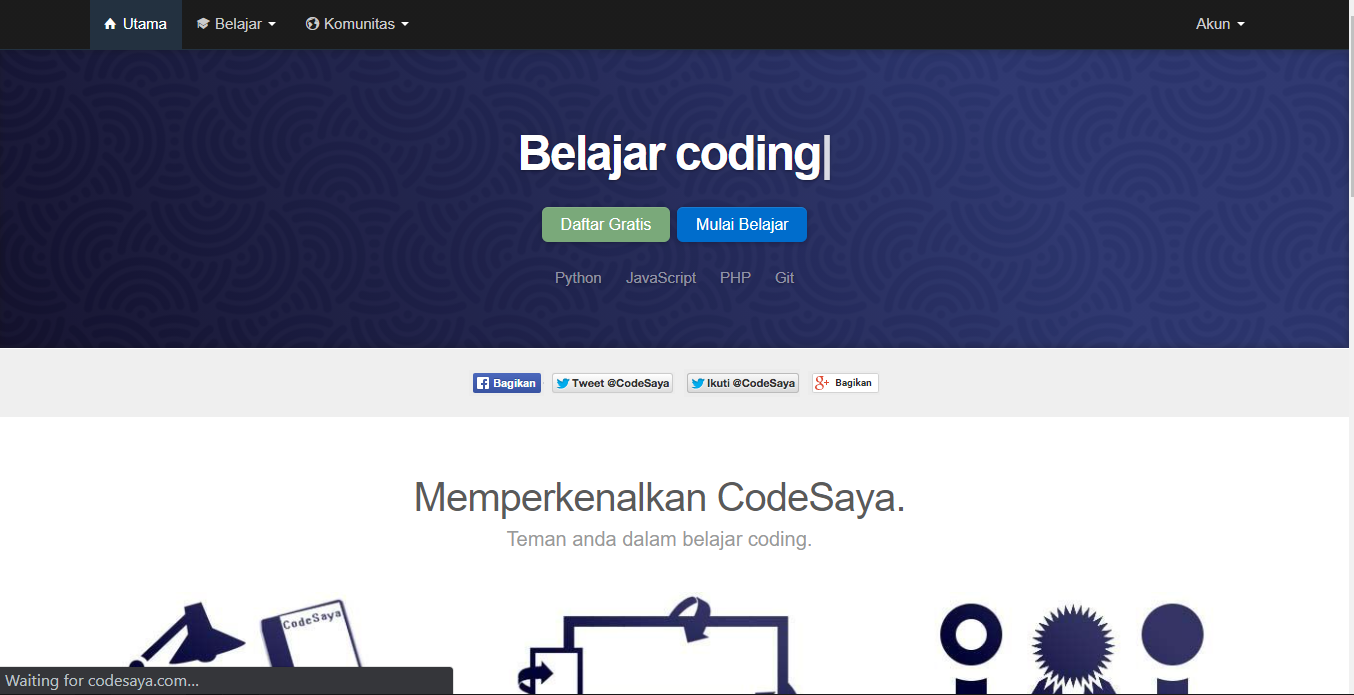 Utama Belajar Komunitas Akun
Belajar coding|
Daftar Gratis Mulai Belajar
Python JavaScript PHP Git
Bagikan Tweet @CodeSaya Ikuti @CodeSaya g+ Bagikan
Memperkenalkan CodeSaya.
Teman anda dalam belajar coding.
CodeSaya
Waiting for codesaya.com...